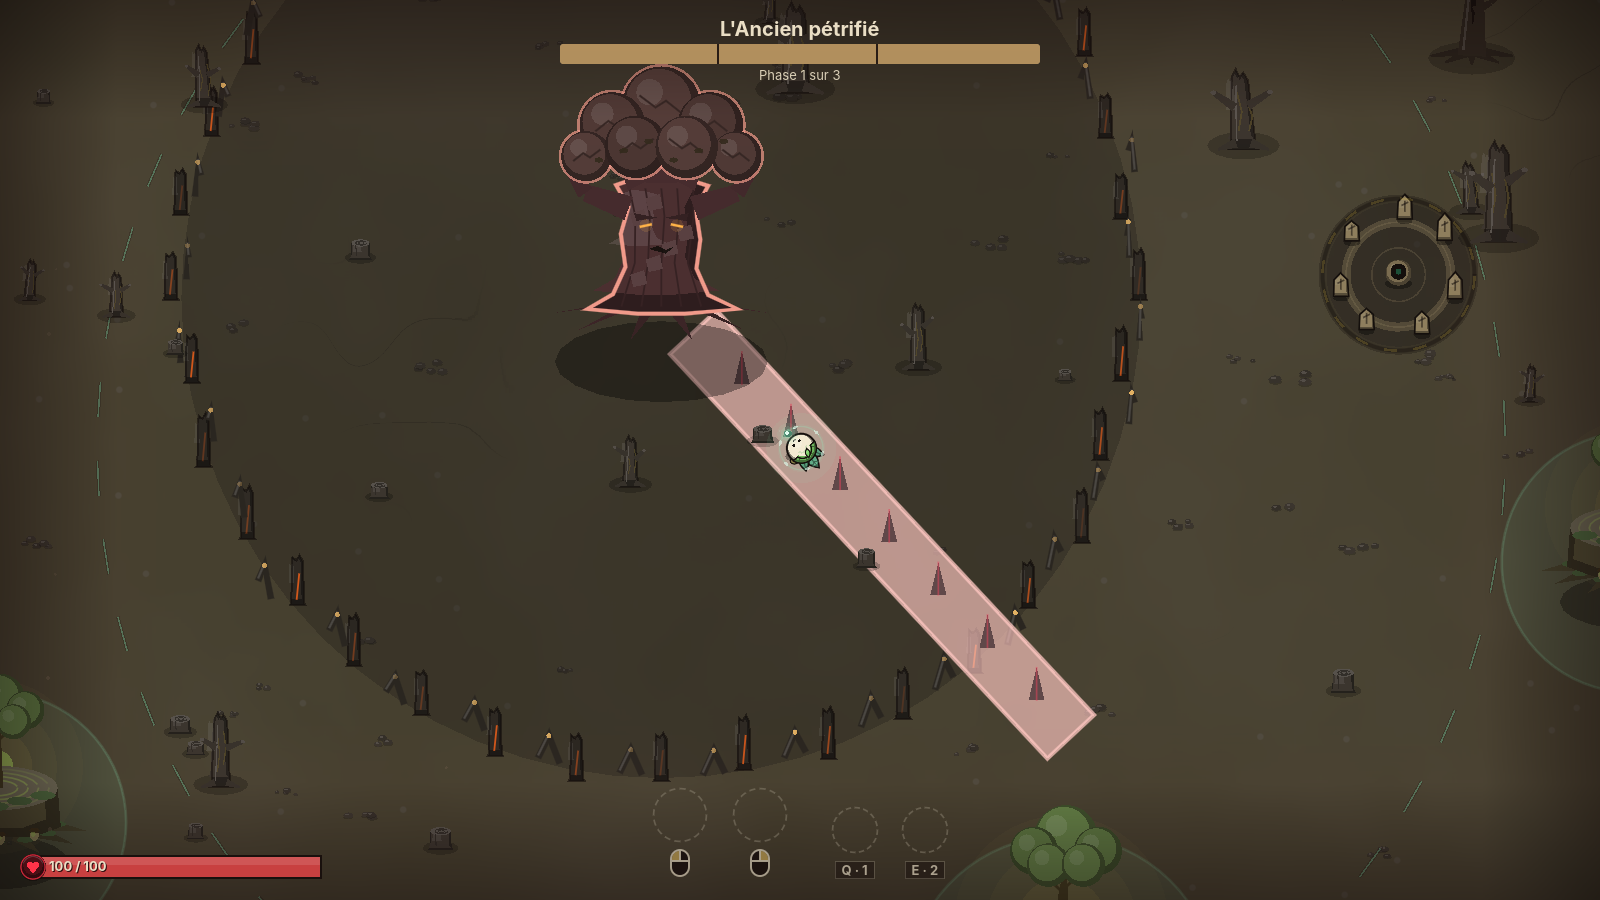 L'Ancien pétrifié
Phase 1 sur 3
100 / 100
Q · 1
E · 2